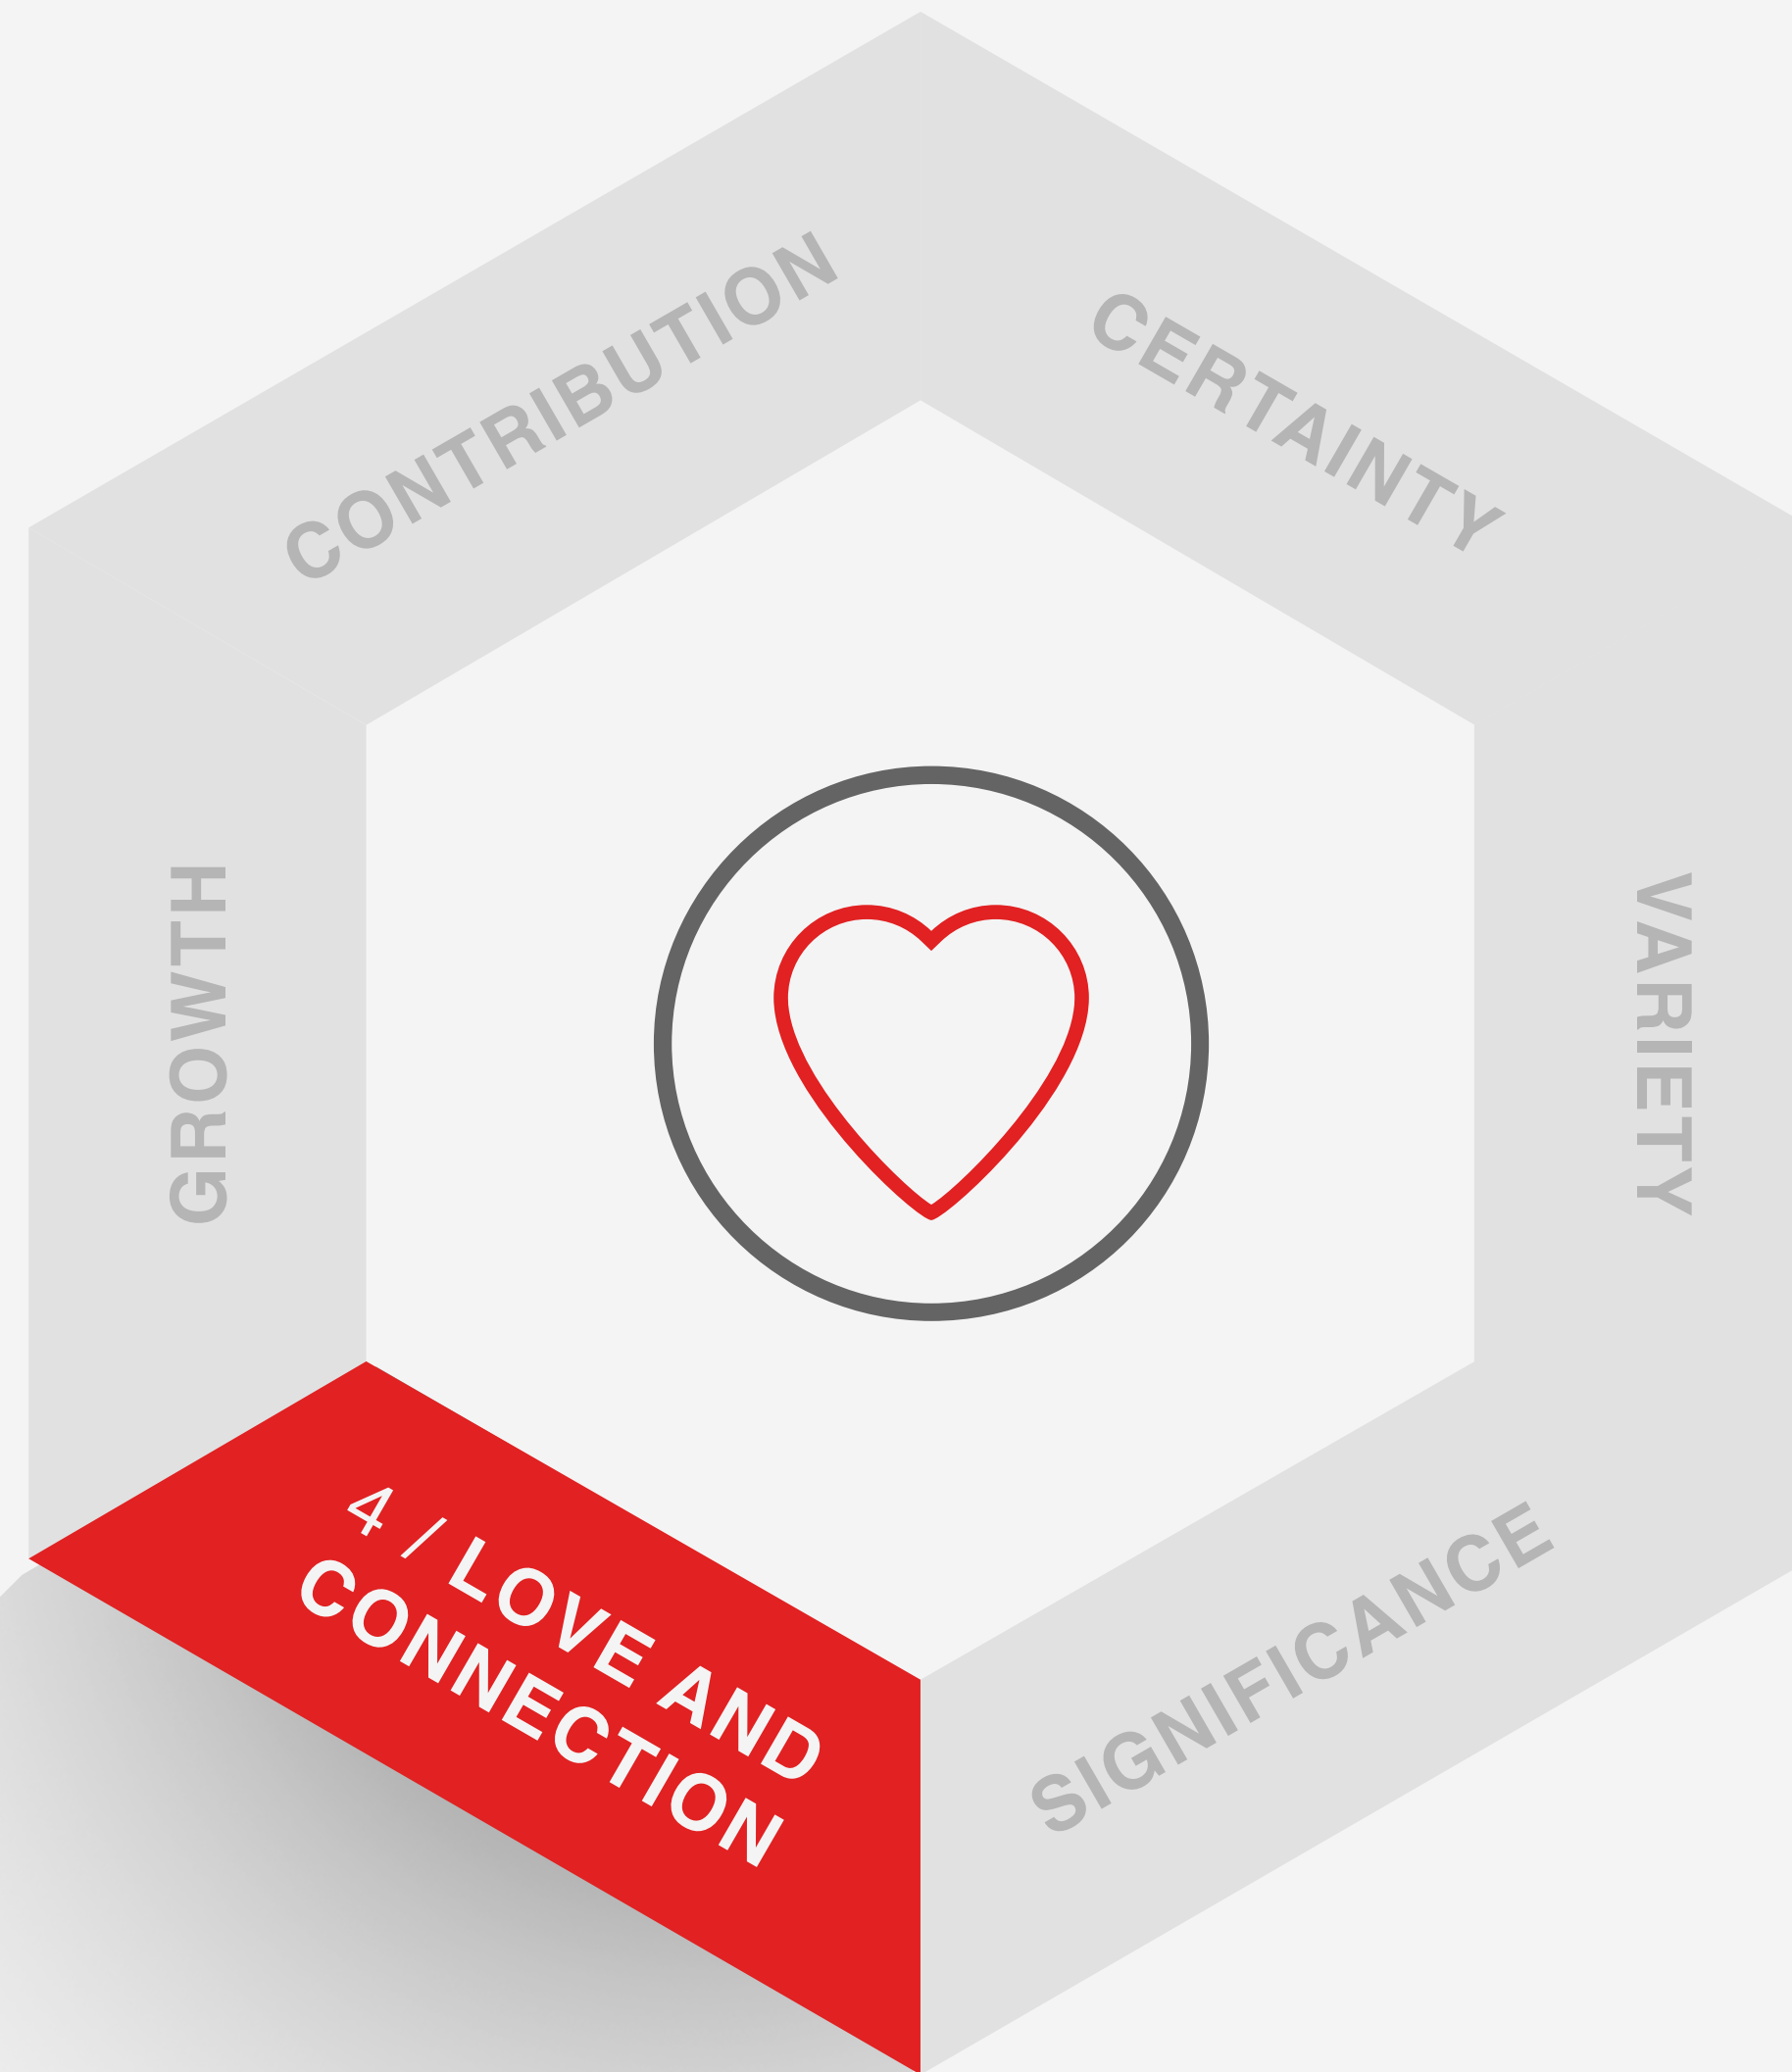 CONTRIBUTION
CERTAINTY
GROWTH
VARIETY
4 / LOVE AND
CONNECTION
SIGNIFICANCE